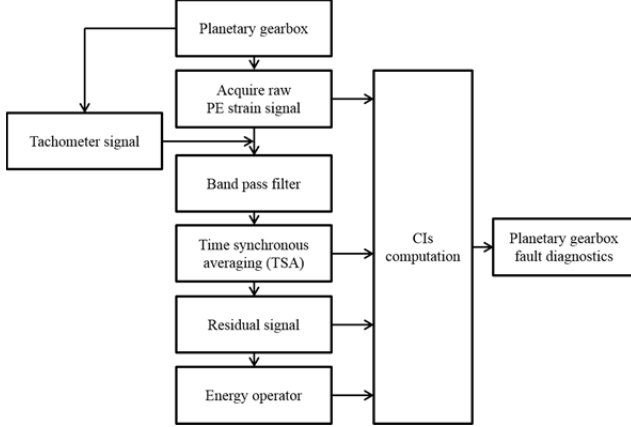 Planetary gearbox
Acquire raw
PE strain signal
Tachometer signal
Band pass filter
Time synchronous
averaging (TSA)
Residual signal
Energy operator
CIs
computation
Planetary gearbox
fault diagnostics